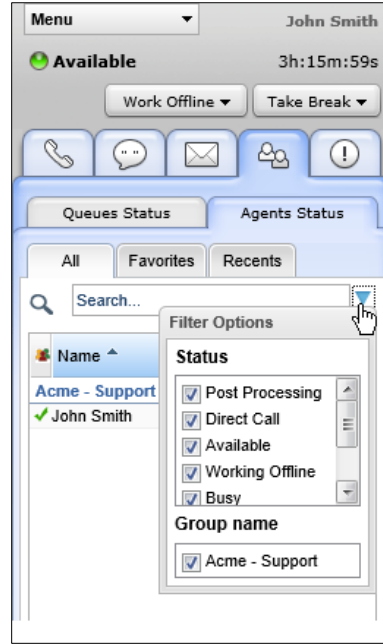 Menu
John Smith
Available
3h:15m:59s
Work Offline
Take Break
Queues Status
Agents Status
All
Favorites
Recents
Search...
Filter Options
Name
Status
Acme - Support
John Smith
Post Processing
Direct Call
Available
Working Offline
Busy
Group name
Acme - Support